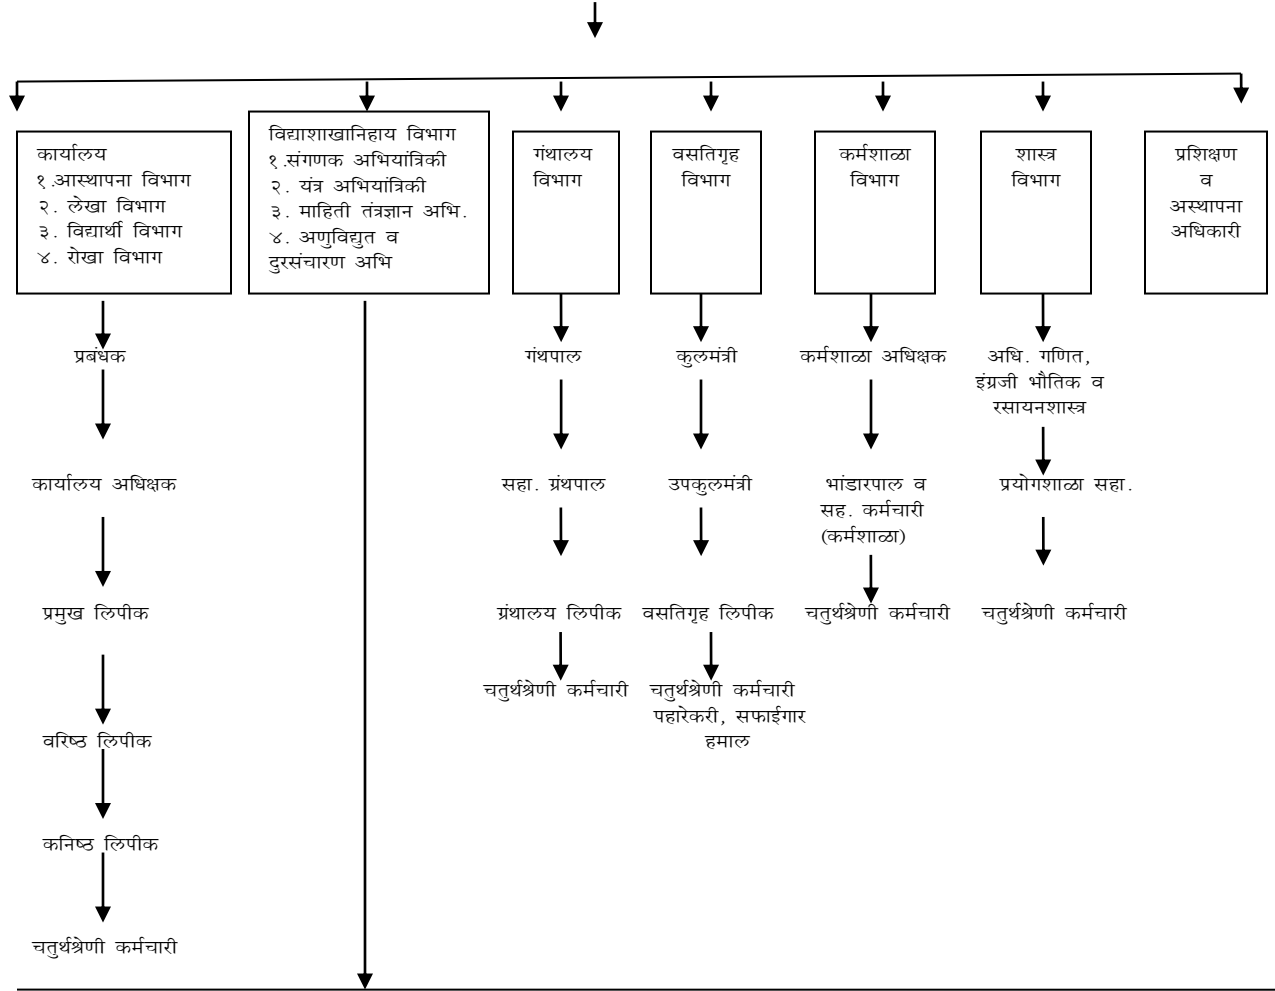 कार्यालय
१.आस्थापना विभाग
२. लेखा विभाग
३. विद्यार्थी विभाग
४. रोखा विभाग
विद्याशाखानिहाय विभाग
१.संगणक अभियांत्रिकी
२. यंत्र अभियांत्रिकी
३. माहिती तंत्रज्ञान अभि.
४. अणुविद्युत व
दुरसंचारण अभि
गंथालय
विभाग
वसतिगृह
विभाग
कर्मशाळा
विभाग
शास्त्र
विभाग
प्रशिक्षण
व
अस्थापना
अधिकारी
प्रबंधक
कार्यालय अधिक्षक
प्रमुख लिपीक
वरिष्ठ लिपीक
कनिष्ठ लिपीक
चतुर्थश्रेणी कर्मचारी
गंथपाल
सहा. ग्रंथपाल
ग्रंथालय लिपीक
चतुर्थश्रेणी कर्मचारी
कुलमंत्री
उपकुलमंत्री
वसतिगृह लिपीक
चतुर्थश्रेणी कर्मचारी
पहारेकरी, सफाईगार
हमाल
कर्मशाळा अधिक्षक
भांडारपाल व
सह. कर्मचारी
(कर्मशाळा)
चतुर्थश्रेणी कर्मचारी
अधि. गणित,
इंग्रजी भौतिक व
रसायनशास्त्र
प्रयोगशाळा सहा.
चतुर्थश्रेणी कर्मचारी